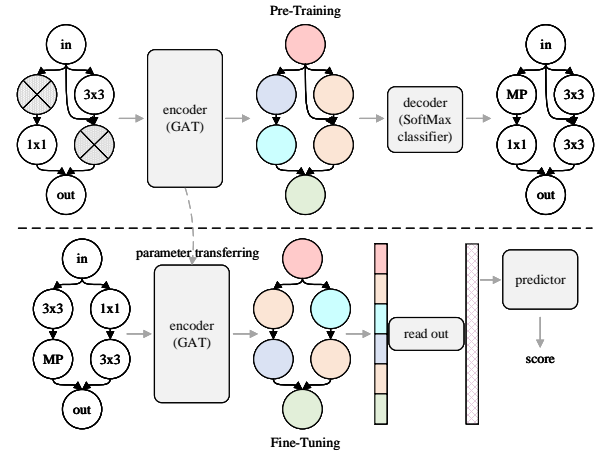 Pre-Training
in
3x3
1x1
out
encoder
(GAT)
decoder
(SoftMax
classifier)
in
MP
3x3
1x1
3x3
out
parameter transferring
in
3x3
1x1
MP
3x3
out
encoder
(GAT)
read out
predictor
score
Fine-Tuning